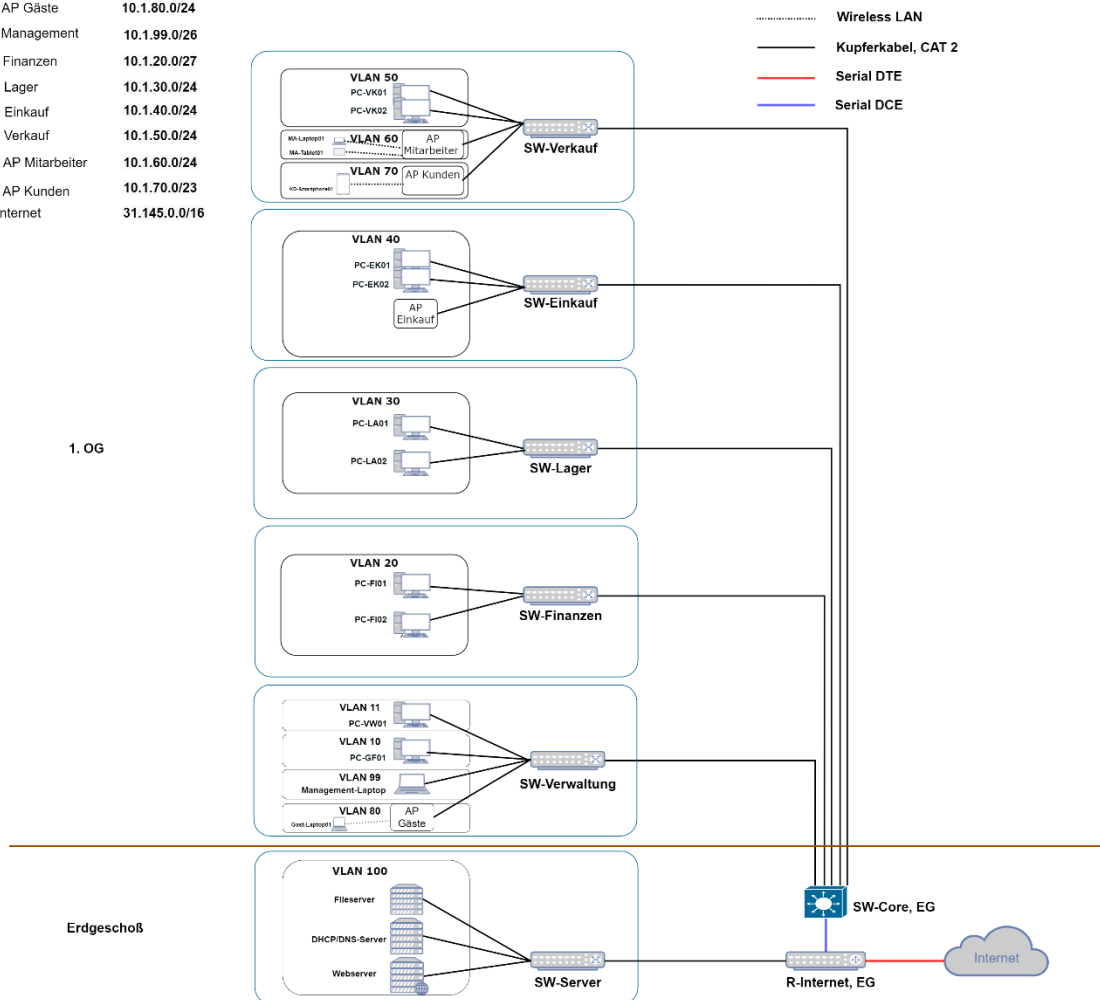 AP Gäste 10.1.80.0/24
Management 10.1.99.0/26
Finanzen 10.1.20.0/27
Lager 10.1.30.0/24
Einkauf 10.1.40.0/24
Verkauf 10.1.50.0/24
AP Mitarbeiter 10.1.60.0/24
AP Kunden 10.1.70.0/23
nternet 31.145.0.0/16
Wireless LAN
Kupferkabel, CAT 2
Serial DTE
Serial DCE
VLAN 50
PC-VK01
PC-VK02
MA-Laptop01
VLAN 60
MA-Tablet01
AP
Mitarbeiter
VLAN 70
AP Kunden
KD-Smartphone01
SW-Verkauf
VLAN 40
PC-EK01
PC-EK02
AP
Einkauf
SW-Einkauf
1. OG
VLAN 30
PC-LA01
PC-LA02
SW-Lager
VLAN 20
PC-FI01
PC-FI02
SW-Finanzen
VLAN 11
PC-VW01
VLAN 10
PC-GF01
VLAN 99
Management-Laptop
VLAN 80
Gast-Laptop01
AP
Gäste
SW-Verwaltung
Erdgeschoß
VLAN 100
Fileserver
DHCP/DNS-Server
Webserver
SW-Server
SW-Core, EG
R-Internet, EG
Internet